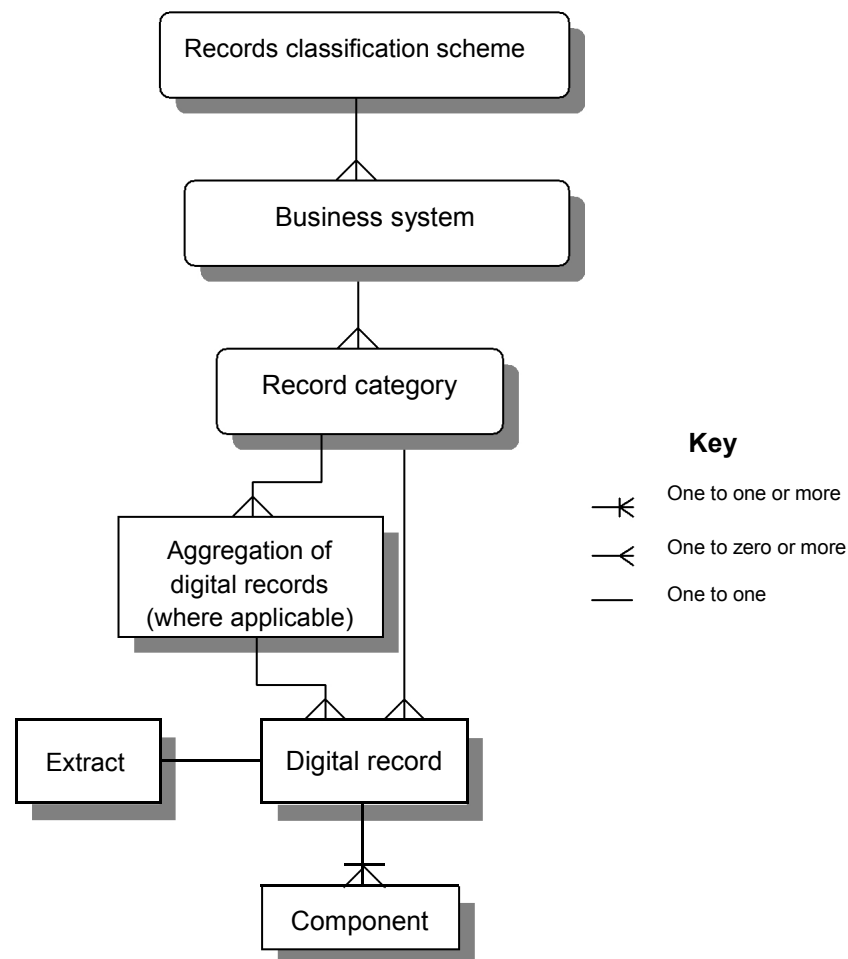 Records classification scheme
Business system
Record category
Aggregation of
digital records
(where applicable)
Extract
Digital record
Component
Key
One to one or more
One to zero or more
One to one